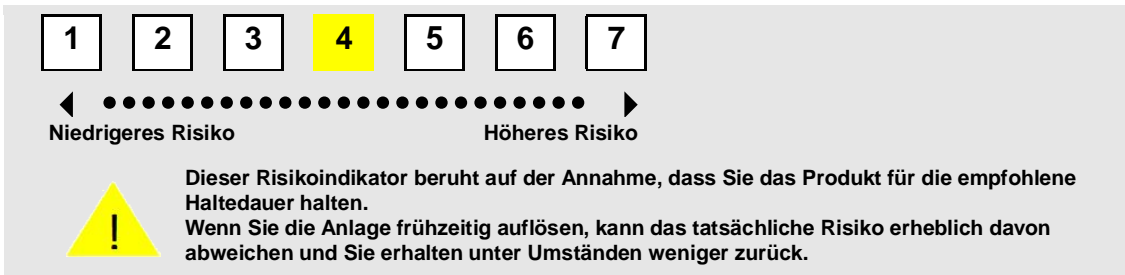 1 2 3 4 5 6 7
Niedrigeres Risiko Höheres Risiko
Dieser Risikoindikator beruht auf der Annahme, dass Sie das Produkt für die empfohlene
Haltedauer halten.
Wenn Sie die Anlage frühzeitig auflösen, kann das tatsächliche Risiko erheblich davon
abweichen und Sie erhalten unter Umständen weniger zurück.
!